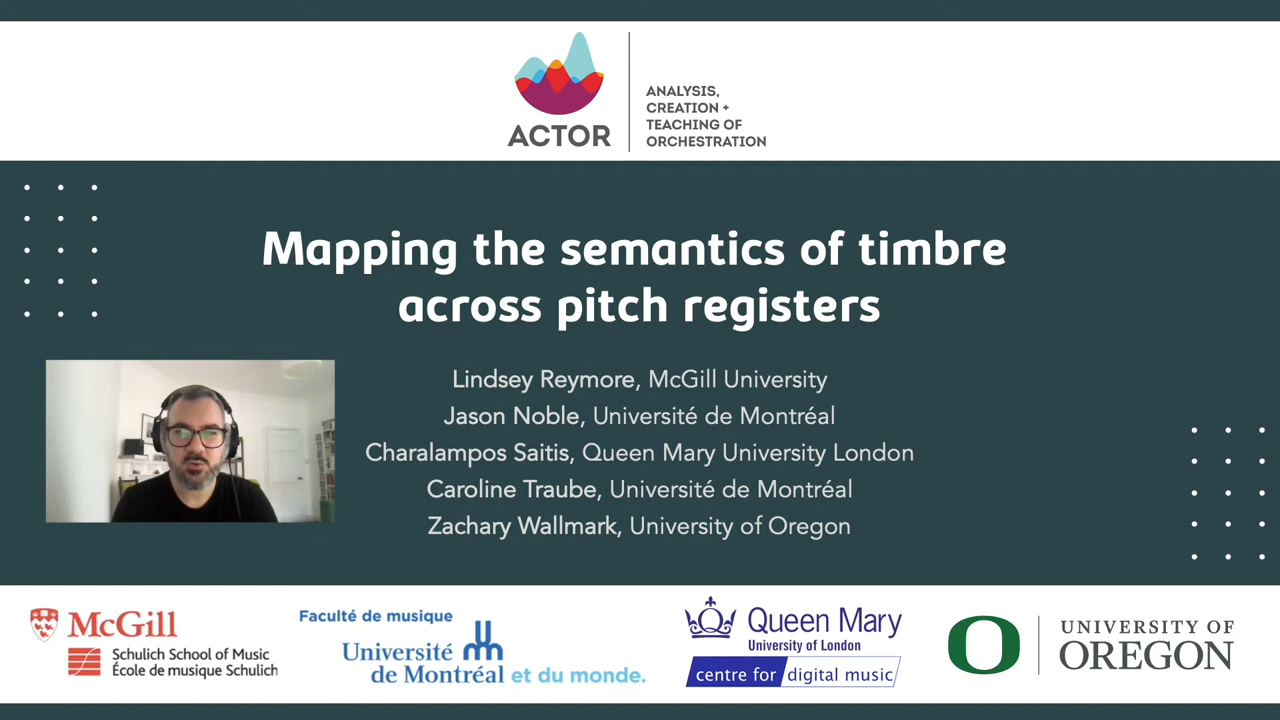 ACTOR
ANALYSIS,
CREATION +
TEACHING OF
ORCHESTRATION
Mapping the semantics of timbre
across pitch registers
Lindsey Reymore, McGill University
Jason Noble, Université de Montréal
Charalampos Saitis, Queen Mary University London
Caroline Traube, Université de Montréal
Zachary Wallmark, University of Oregon
McGill
Schulich School of Music
École de musique Schulich
Faculté de musique
Université
de Montréal et du monde.
Queen Mary
University of London
centre for digital music
O
UNIVERSITY OF
OREGON